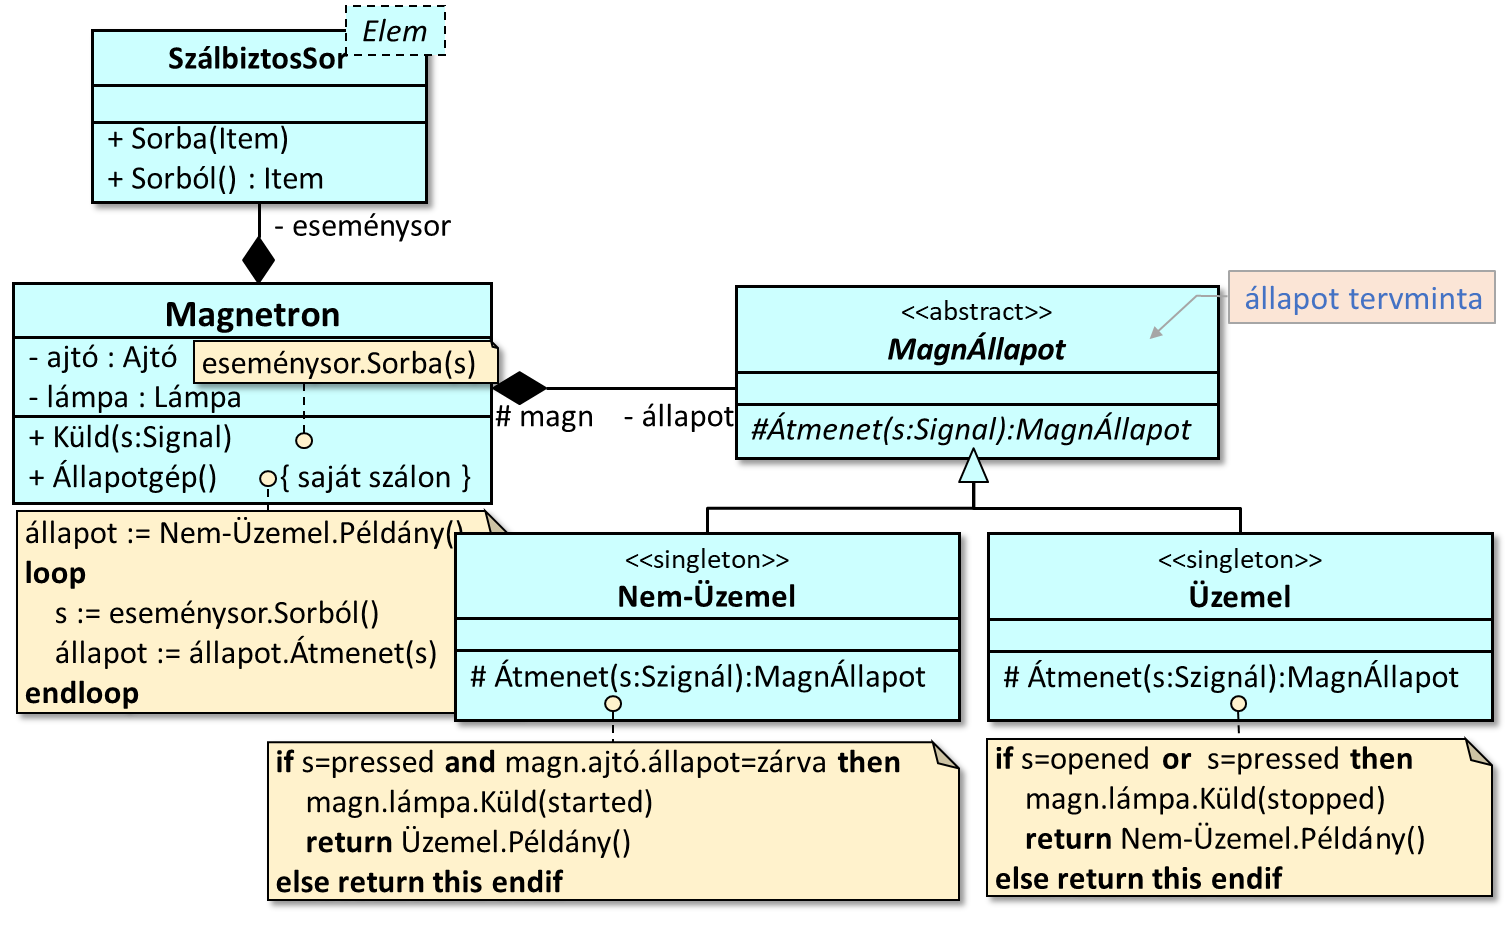 Elem
SzálbiztosSor
+ Sorba(Item)
+ Sorból() : Item
- eseménysor
Magnetron
- ajtó : Ajtó
eseménysor.Sorba(s)
- lámpa : Lámpa
+ Küld(s:Signal)
+ Állapotgép()
{ saját szálon }
# magn
- állapot
<<abstract>>
MagnÁllapot
#Átmenet(s:Signal):MagnÁllapot
állapot tervminta
állapot := Nem-Üzemel.Példány()
loop
s := eseménysor.Sorból()
állapot := állapot.Átmenet(s)
endloop
<<singleton>>
Nem-Üzemel
# Átmenet(s:Szignál):MagnÁllapot
<<singleton>>
Üzemel
# Átmenet(s:Szignál):MagnÁllapot
if s=pressed and magn.ajtó.állapot=zárva then
magn.lámpa.Küld(started)
return Üzemel.Példány()
else return this endif
if s=opened or s=pressed then
magn.lámpa.Küld(stopped)
return Nem-Üzemel.Példány()
else return this endif